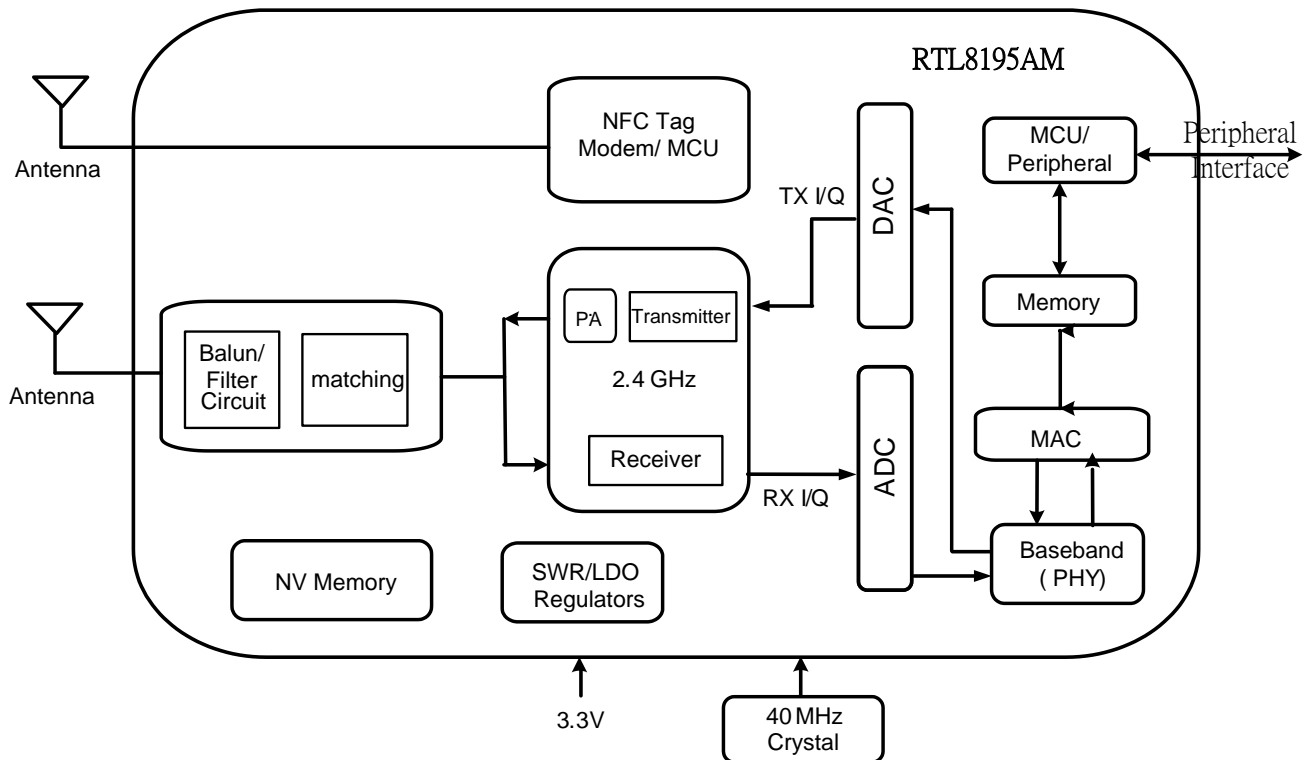 RTL8195AM
NFC Tag
Modem/ MCU
Antenna
DAC
MCU/
Peripheral
Peripheral
Interface
TX I/Q
PA
Transmitter
Memory
Balun/
Filter
Circuit
matching
2.4 GHz
Antenna
ADC
MAC
Receiver
RX I/Q
NV Memory
SWR/LDO
Regulators
Baseband
( PHY)
3.3V
40 MHz
Crystal